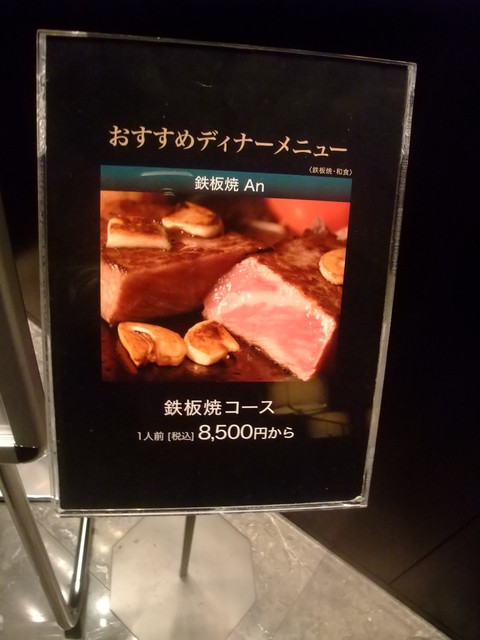 おすすめディナーメニュー
〈鉄板焼・和食〉
鉄板焼 An
鉄板焼コース
1人前 [税込] 8,500円から